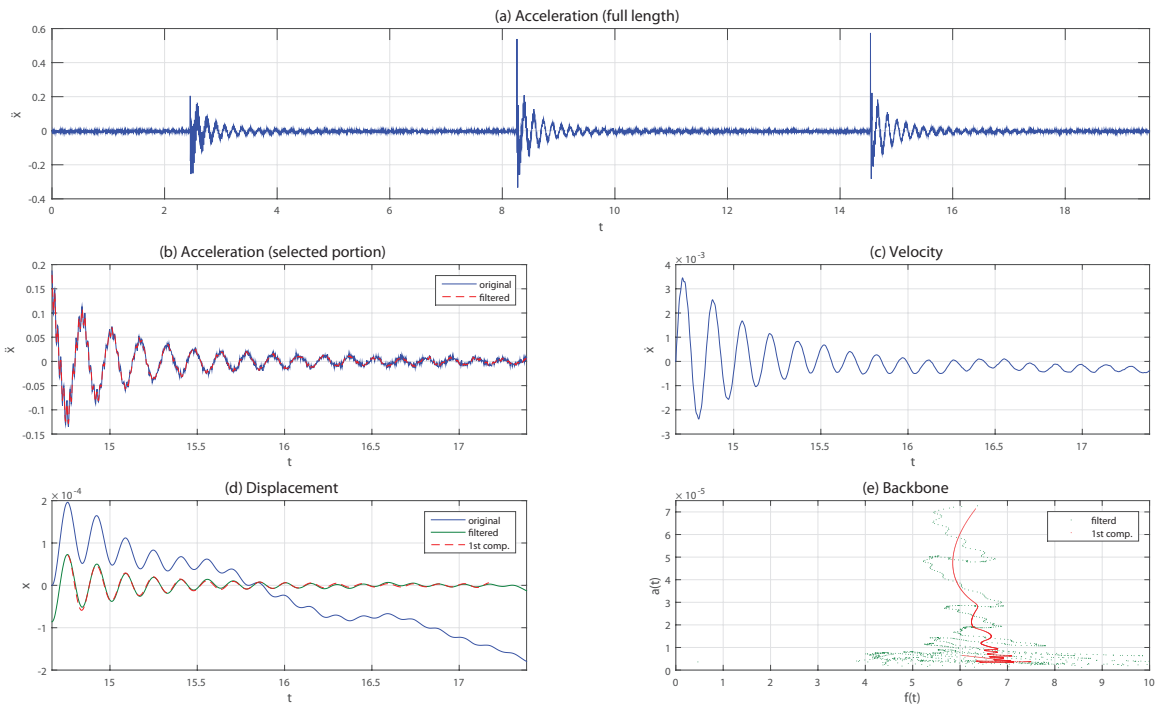 (a) Acceleration (full length)
0.6
0.4
0.2
0
-0.2
-0.4
ẍ
0 2 4 6 8 10 12 14 16 18
t
(b) Acceleration (selected portion)
0.2
0.15
0.1
0.05
0
-0.05
-0.1
-0.15
ẍ
original
filtered
15 15.5 16 16.5 17
t
(c) Velocity
× 10⁻³
4
3
2
1
0
-1
-2
-3
ẋ
15 15.5 16 16.5 17
t
(d) Displacement
× 10⁻⁴
2
1
0
-1
-2
x
original
filtered
1st comp.
15 15.5 16 16.5 17
t
(e) Backbone
× 10⁻⁵
7
6
5
4
3
2
1
0
a(t)
filterd
1st comp.
0 1 2 3 4 5 6 7 8 9 10
f(t)